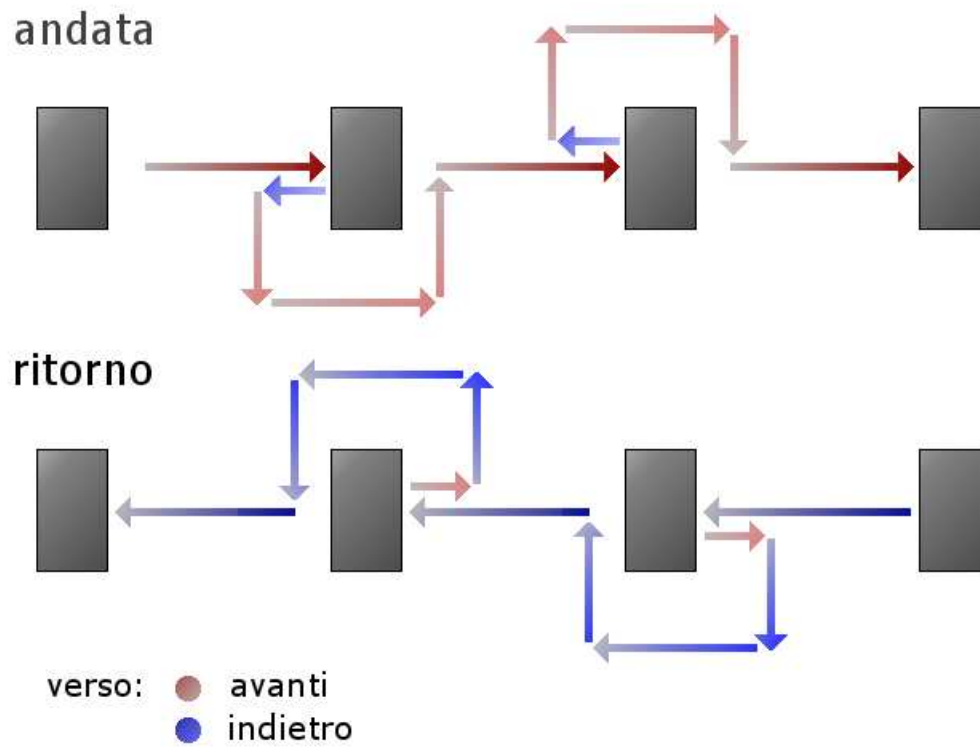 andata
ritorno
verso: avanti
indietro